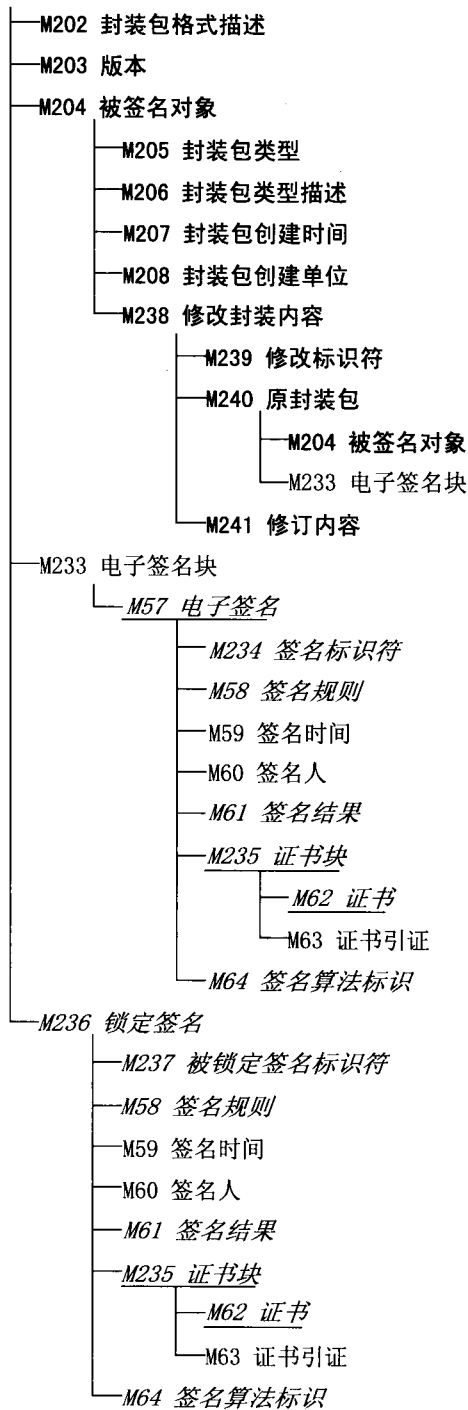 M202 封装包格式描述
M203 版本
M204 被签名对象
M205 封装包类型
M206 封装包类型描述
M207 封装包创建时间
M208 封装包创建单位
M238 修改封装内容
M239 修改标识符
M240 原封装包
M204 被签名对象
M233 电子签名块
M241 修订内容
M233 电子签名块
M57 电子签名
M234 签名标识符
M58 签名规则
M59 签名时间
M60 签名人
M61 签名结果
M235 证书块
M62 证书
M63 证书引证
M64 签名算法标识
M236 锁定签名
M237 被锁定签名标识符
M58 签名规则
M59 签名时间
M60 签名人
M61 签名结果
M235 证书块
M62 证书
M63 证书引证
M64 签名算法标识